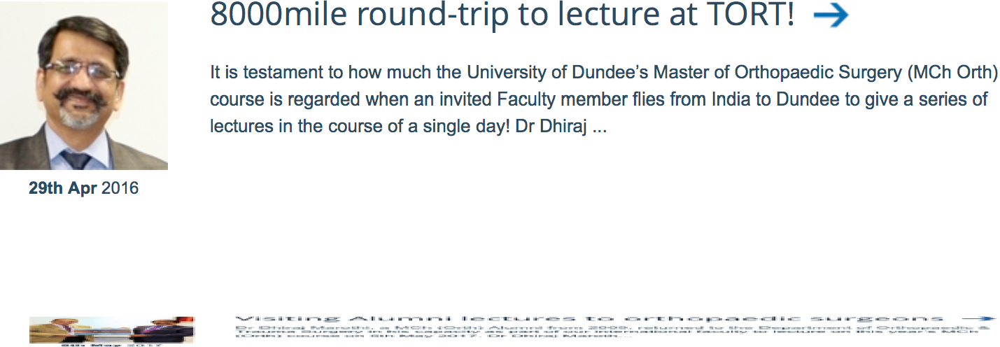 8000mile round-trip to lecture at TORT!
It is testament to how much the University of Dundee’s Master of Orthopaedic Surgery (MCh Orth)
course is regarded when an invited Faculty member flies from India to Dundee to give a series of
lectures in the course of a single day! Dr Dhiraj ...
29th Apr 2016
Visiting Alumni lectures to orthopaedic surgeons
Dr Dhiraj Marothi, a MCh (Orth) Alumni from 2009, returned to the Department of Orthopaedic &
Trauma Surgery in his capacity as part of our international faculty to lecture on this year's MCh
(Orth) course on 8th May 2017. Dr Dhiraj Maroth...
8th May 2017